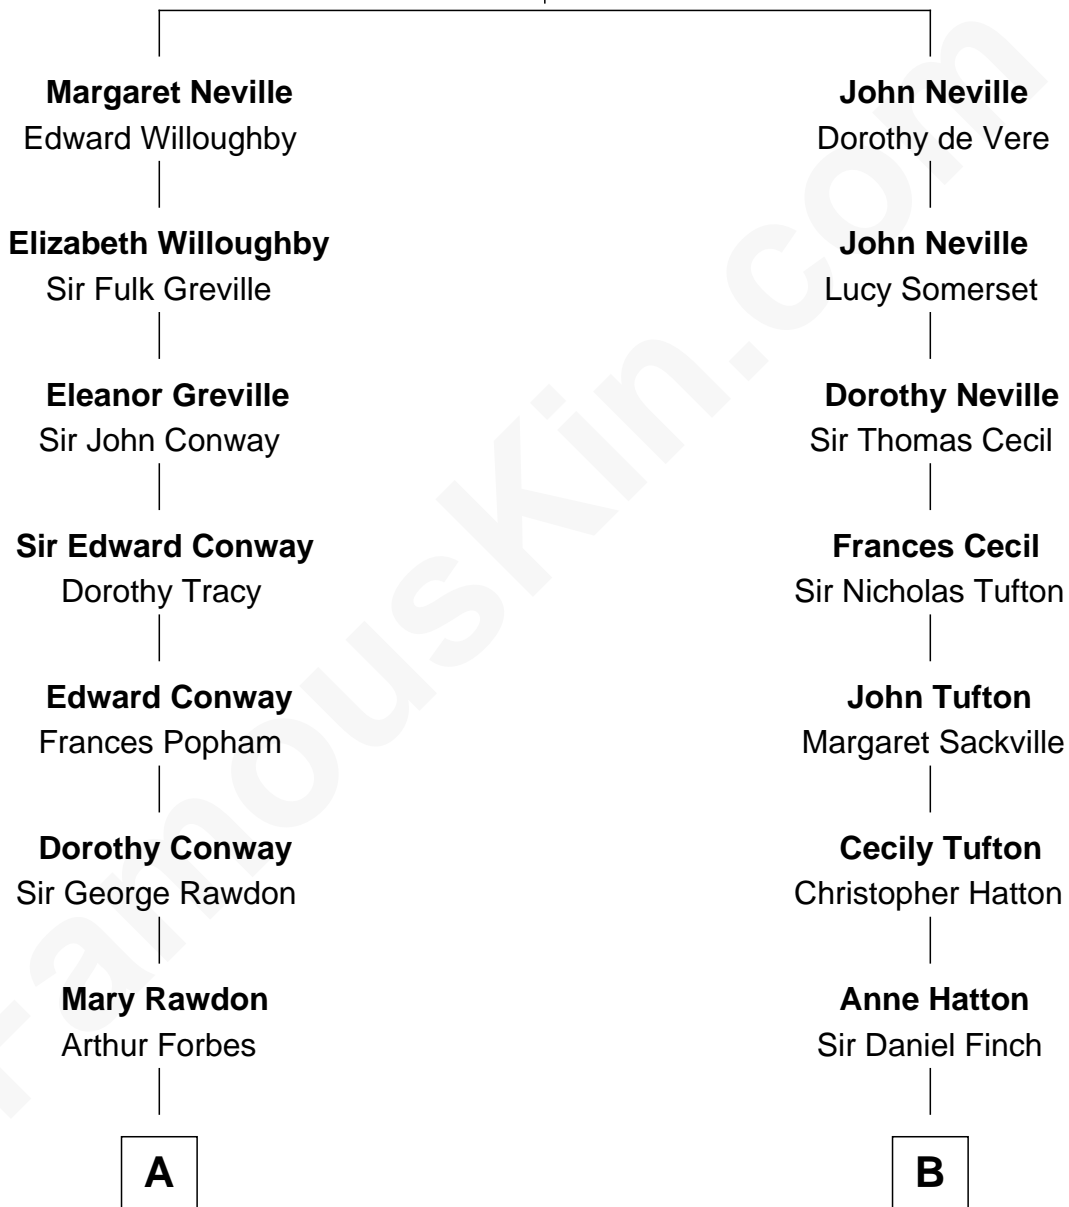 Margaret Neville
Edward Willoughby
Elizabeth Willoughby
Sir Fulk Greville
Eleanor Greville
Sir John Conway
Sir Edward Conway
Dorothy Tracy
Edward Conway
Frances Popham
Dorothy Conway
Sir George Rawdon
Mary Rawdon
Arthur Forbes
A
John Neville
Dorothy de Vere
John Neville
Lucy Somerset
Dorothy Neville
Sir Thomas Cecil
Frances Cecil
Sir Nicholas Tufton
John Tufton
Margaret Sackville
Cecily Tufton
Christopher Hatton
Anne Hatton
Sir Daniel Finch
B
FamousKin.com